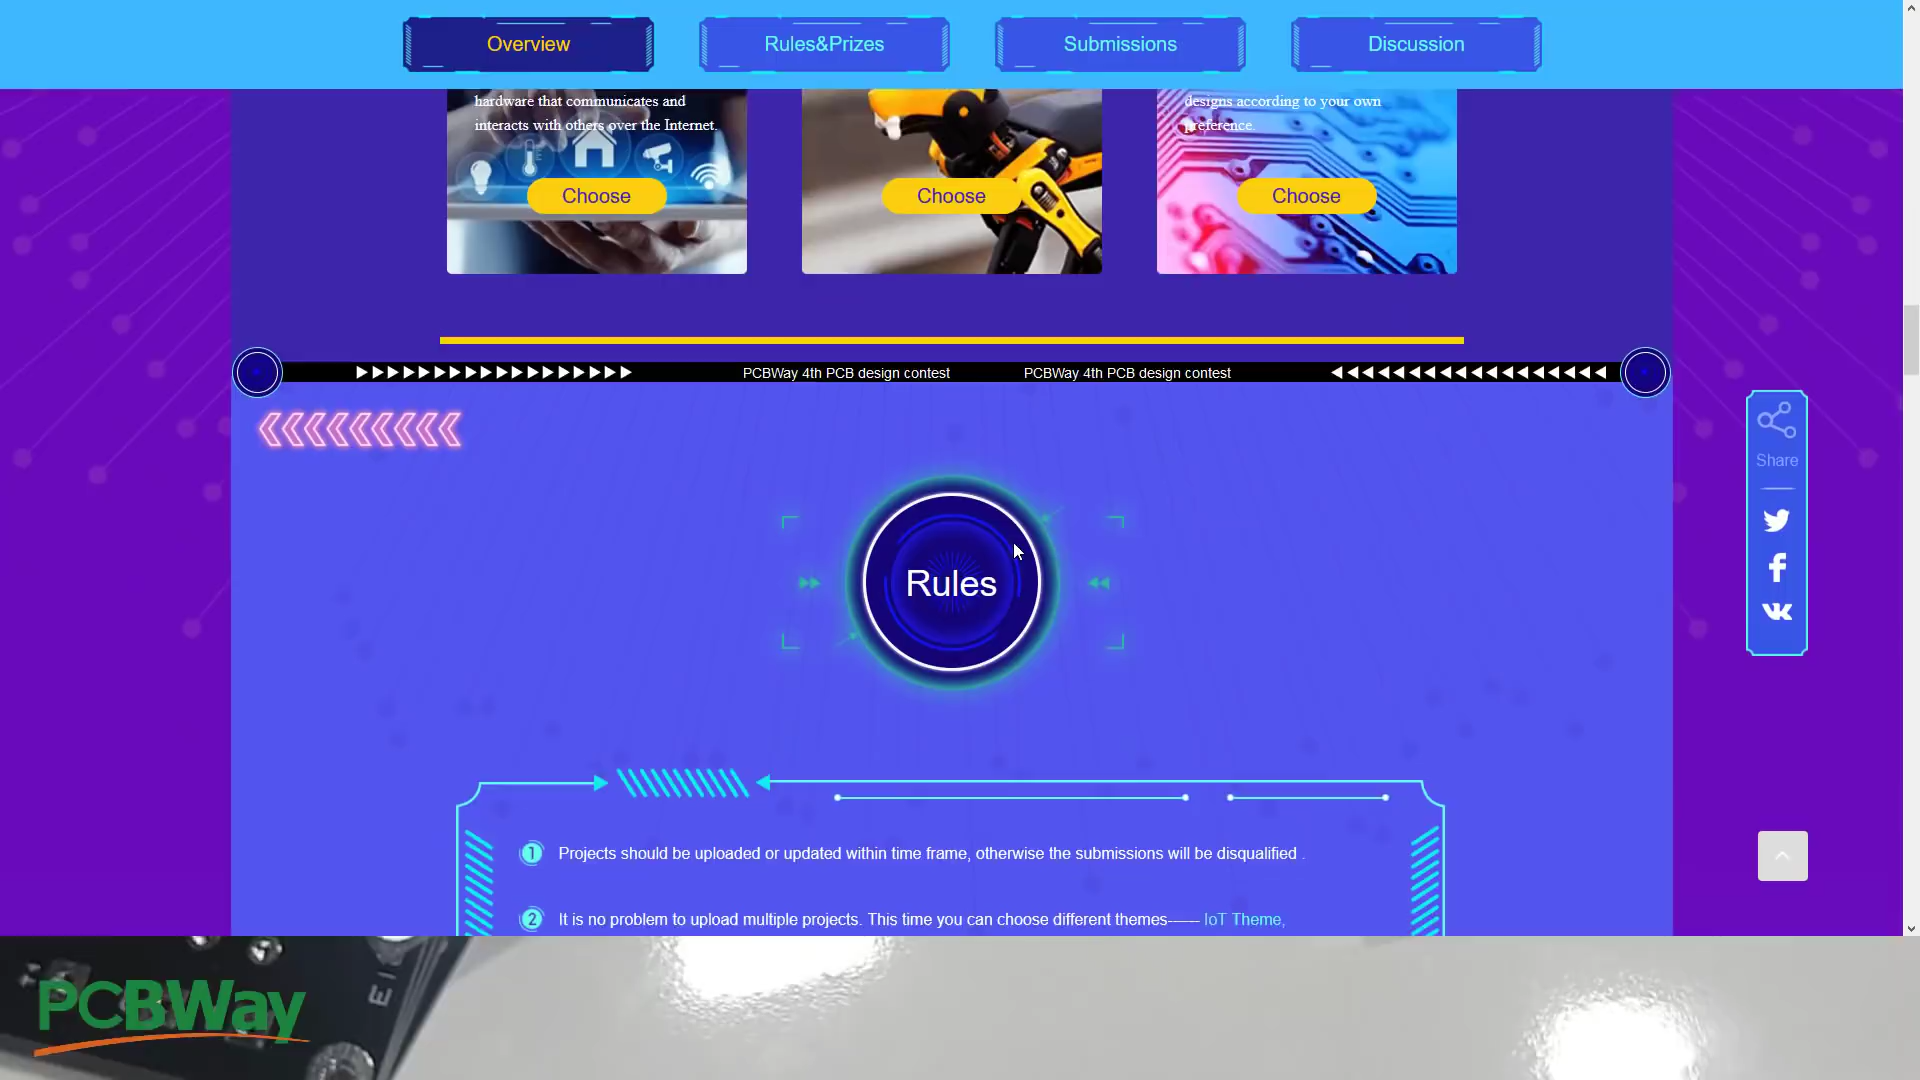 Overview
Rules&Prizes
Submissions
Discussion
hardware that communicates and
interacts with others over the Internet.
designs according to your own
preference.
Choose
Choose
Choose
PCBWay 4th PCB design contest
PCBWay 4th PCB design contest
Share
Rules
1 Projects should be uploaded or updated within time frame, otherwise the submissions will be disqualified .
2 It is no problem to upload multiple projects. This time you can choose different themes------ IoT Theme,
PCBWay